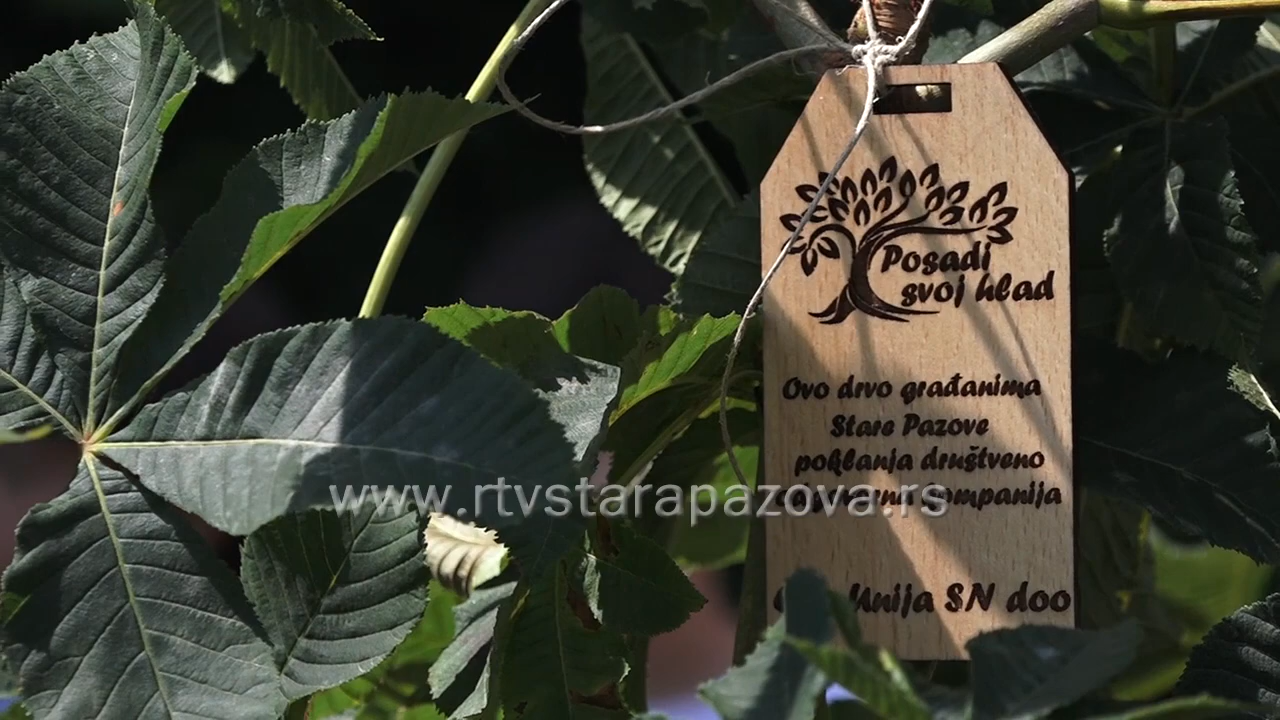 Posadi
svoj hlad
Ovo drvo građanima
Stare Pazove
poklanja društveno
kompanija
www.rtvstarapazova.rs
Unija SN doo